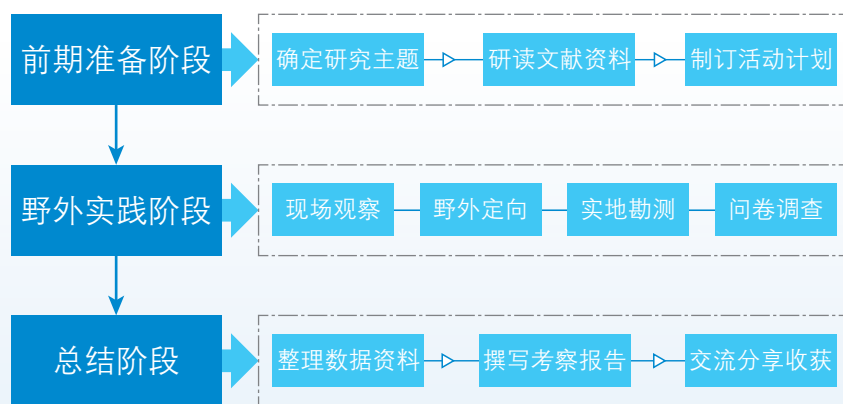 前期准备阶段
确定研究主题
研读文献资料
制订活动计划
野外实践阶段
现场观察
野外定向
实地勘测
问卷调查
总结阶段
整理数据资料
撰写考察报告
交流分享收获